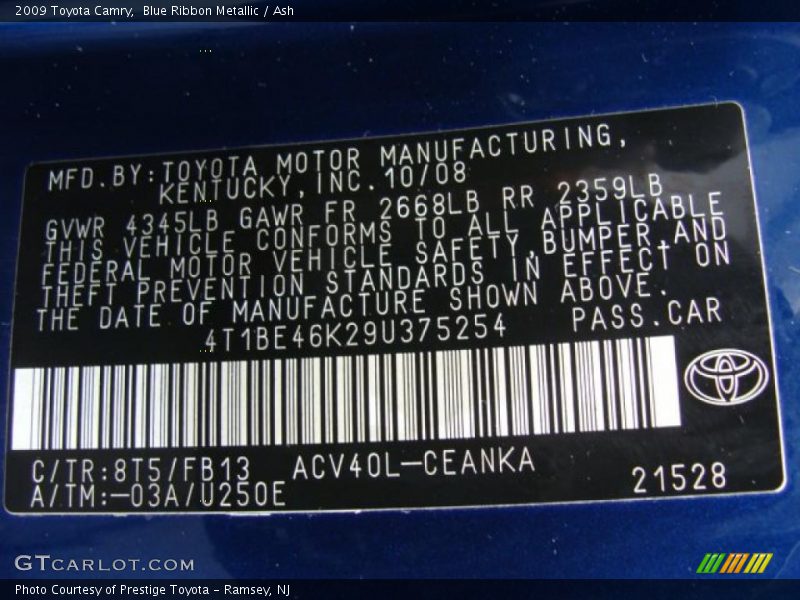 2009 Toyota Camry,  Blue Ribbon Metallic / Ash
MFD.BY:TOYOTA MOTOR MANUFACTURING,
KENTUCKY,INC.10/08
GVWR 4345LB GAWR FR 2668LB RR 2359LB
THIS VEHICLE CONFORMS TO ALL APPLICABLE
FEDERAL MOTOR VEHICLE SAFETY,BUMPER,AND
THEFT PREVENTION STANDARDS IN EFFECT ON
THE DATE OF MANUFACTURE SHOWN ABOVE.
4T1BE46K29U375254 PASS.CAR
C/TR:8T5/FB13 ACV40L-CEANKA
A/TM:-03A/U250E 21528
GTCARLOT.COM
Photo Courtesy of Prestige Toyota - Ramsey, NJ